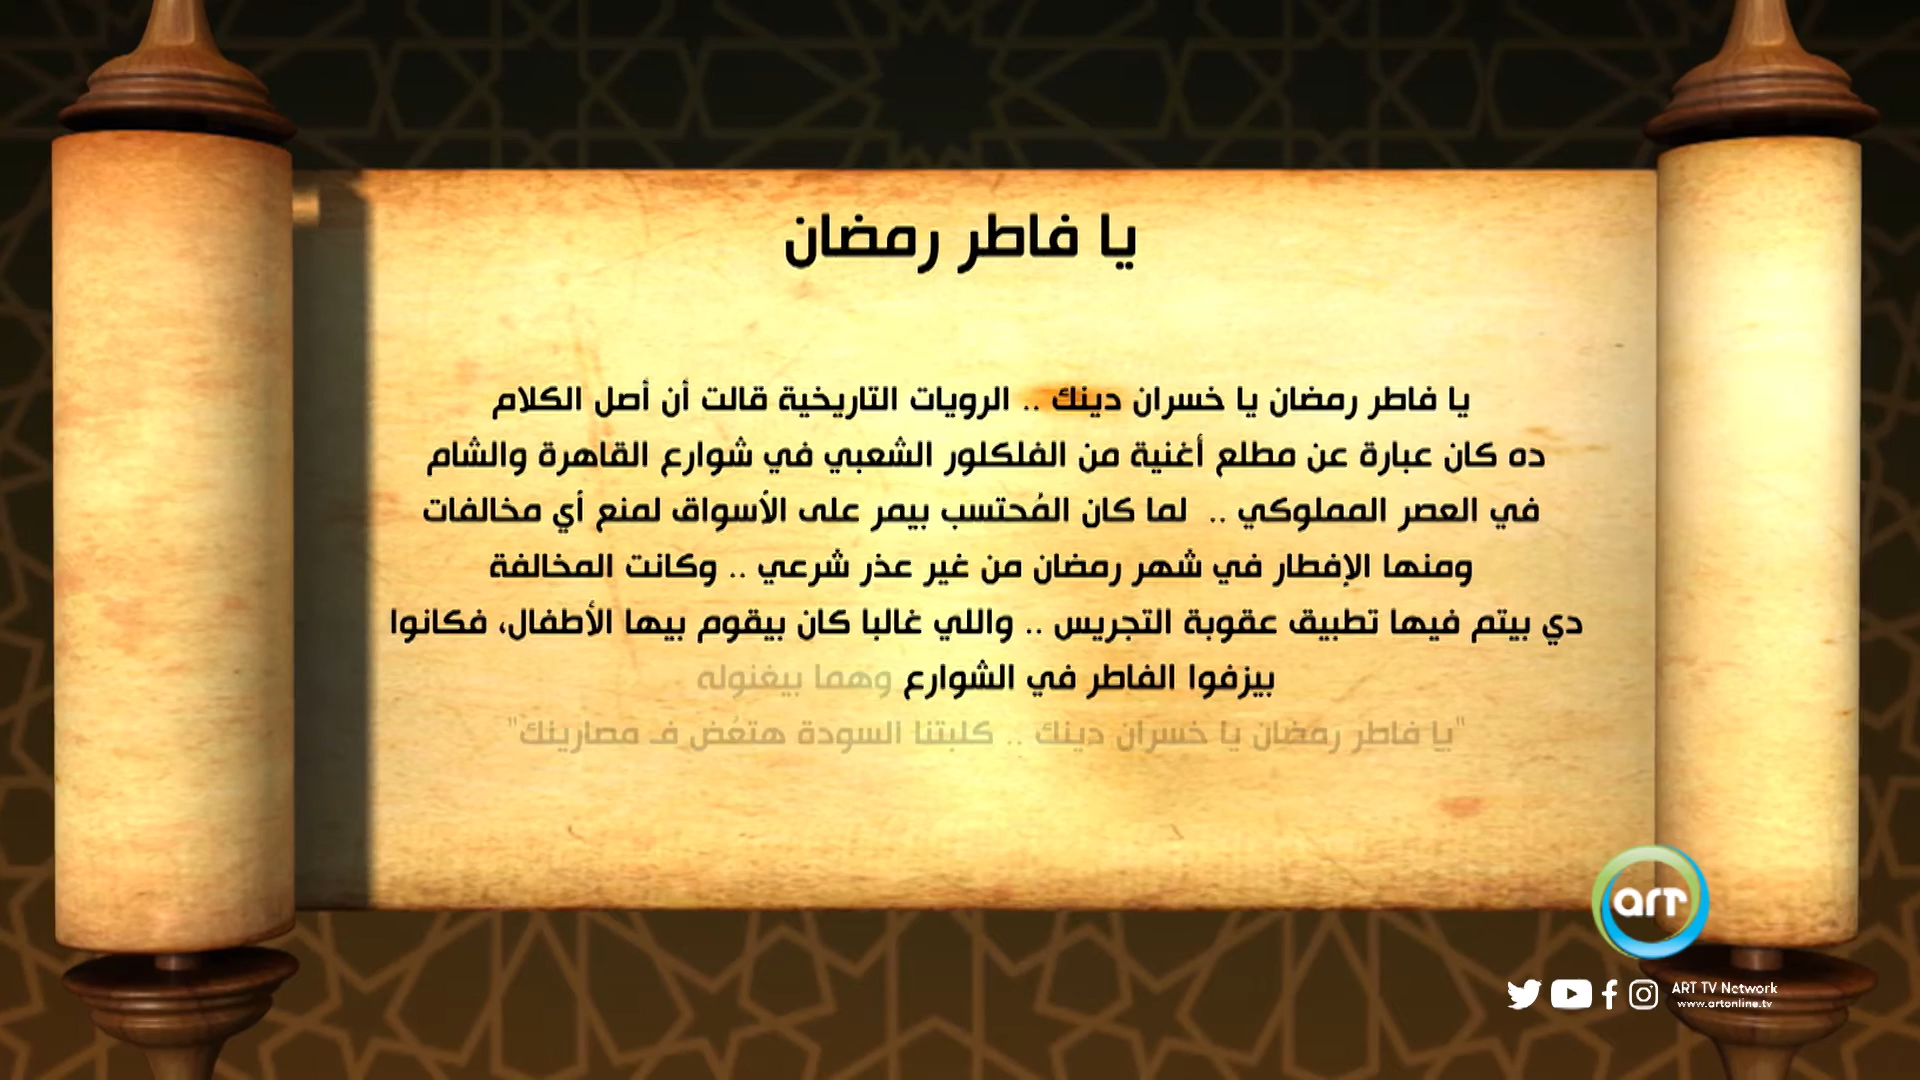 يا فاطر رمضان
يا فاطر رمضان يا خسران دينك .. الرويات التاريخية قالت أن أصل الكلام
ده كان عبارة عن مطلع أغنية من الفلكلور الشعبي في شوارع القاهرة والشام
في العصر المملوكي .. لما كان المُحتسب بيمر على الأسواق لمنع أي مخالفات
ومنها الإفطار في شهر رمضان من غير عذر شرعي .. وكانت المخالفة
دي بيتم فيها تطبيق عقوبة التجريس .. واللي غالبا كان بيقوم بيها الأطفال، فكانوا
بيزفوا الفاطر في الشوارع وهما بيغنوله
"يا فاطر رمضان يا خسران دينك .. كلبتنا السودة هتعُض فـ مصارينك"
art
ART TV Network
www.artonline.tv